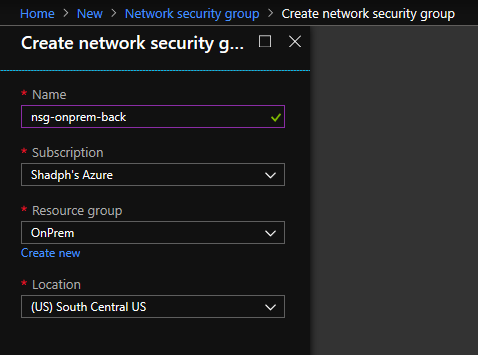 Home > New > Network security group > Create network security group
Create network security g...
* Name
nsg-onprem-back
* Subscription
Shadph's Azure
* Resource group
OnPrem
Create new
* Location
(US) South Central US